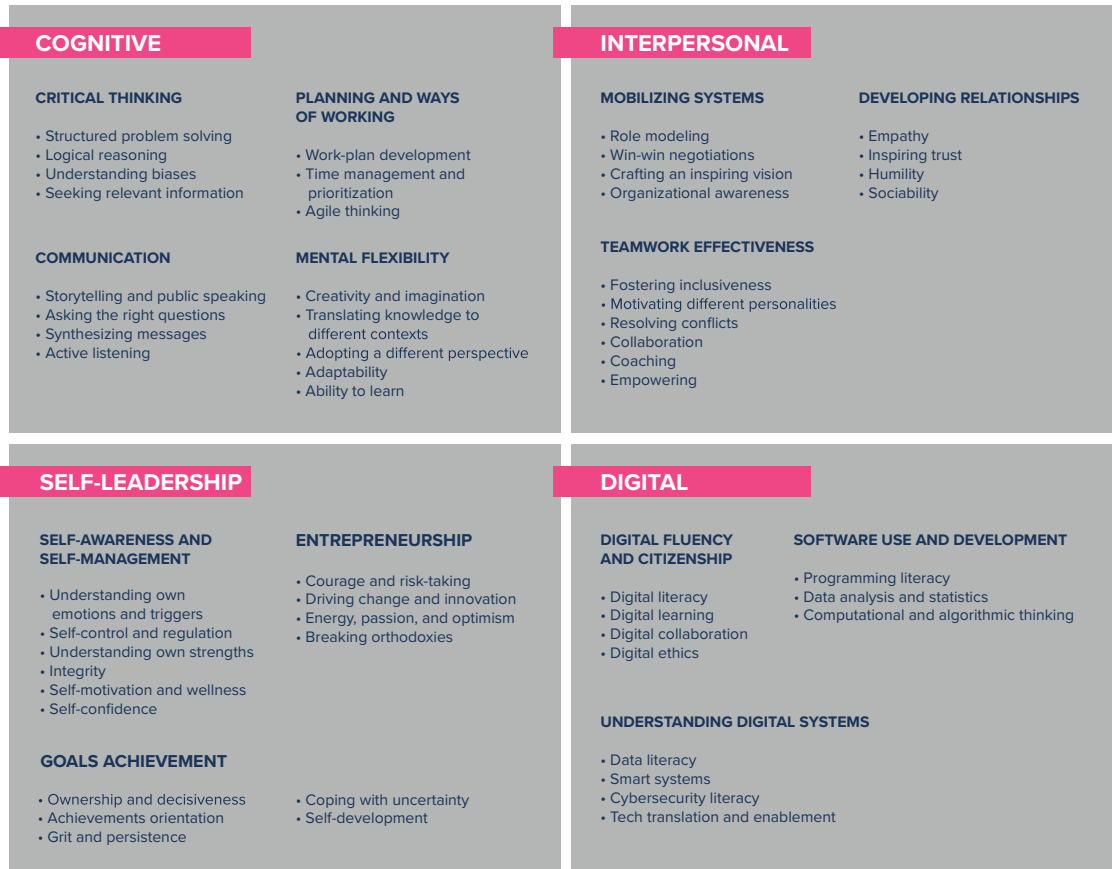 COGNITIVE
CRITICAL THINKING
• Structured problem solving
• Logical reasoning
• Understanding biases
• Seeking relevant information
PLANNING AND WAYS
OF WORKING
• Work-plan development
• Time management and
prioritization
• Agile thinking
COMMUNICATION
• Storytelling and public speaking
• Asking the right questions
• Synthesizing messages
• Active listening
MENTAL FLEXIBILITY
• Creativity and imagination
• Translating knowledge to
different contexts
• Adopting a different perspective
• Adaptability
• Ability to learn
INTERPERSONAL
MOBILIZING SYSTEMS
• Role modeling
• Win-win negotiations
• Crafting an inspiring vision
• Organizational awareness
DEVELOPING RELATIONSHIPS
• Empathy
• Inspiring trust
• Humility
• Sociability
TEAMWORK EFFECTIVENESS
• Fostering inclusiveness
• Motivating different personalities
• Resolving conflicts
• Collaboration
• Coaching
• Empowering
SELF-LEADERSHIP
SELF-AWARENESS AND
SELF-MANAGEMENT
• Understanding own
emotions and triggers
• Self-control and regulation
• Understanding own strengths
• Integrity
• Self-motivation and wellness
• Self-confidence
ENTREPRENEURSHIP
• Courage and risk-taking
• Driving change and innovation
• Energy, passion, and optimism
• Breaking orthodoxies
GOALS ACHIEVEMENT
• Ownership and decisiveness
• Achievements orientation
• Grit and persistence
• Coping with uncertainty
• Self-development
DIGITAL
DIGITAL FLUENCY
AND CITIZENSHIP
• Digital literacy
• Digital learning
• Digital collaboration
• Digital ethics
SOFTWARE USE AND DEVELOPMENT
• Programming literacy
• Data analysis and statistics
• Computational and algorithmic thinking
UNDERSTANDING DIGITAL SYSTEMS
• Data literacy
• Smart systems
• Cybersecurity literacy
• Tech translation and enablement